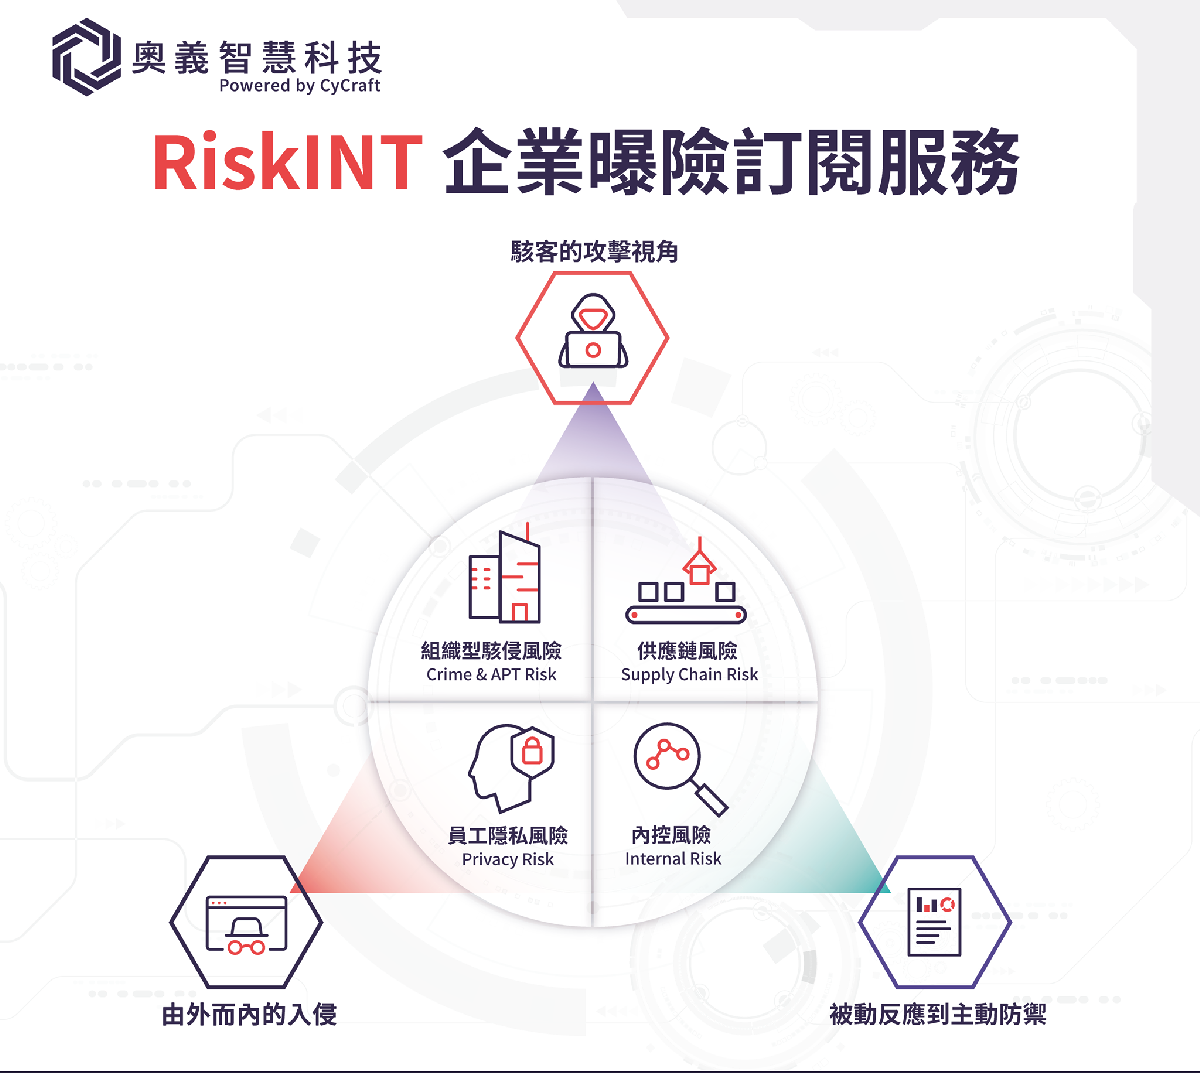 奧義智慧科技
Powered by CyCraft
RiskINT 企業曝險訂閱服務
駭客的攻擊視角
組織型駭侵風險
Crime & APT Risk
供應鏈風險
Supply Chain Risk
員工隱私風險
Privacy Risk
內控風險
Internal Risk
由外而內的入侵
被動反應到主動防禦